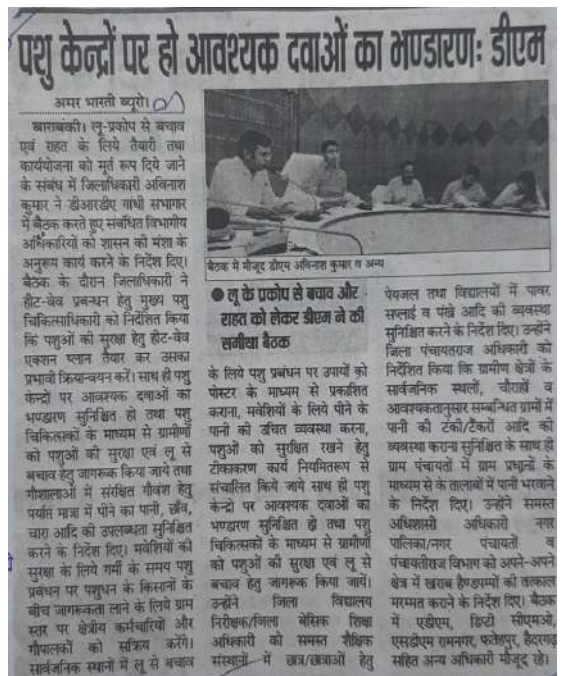 पशु केन्द्रों पर हो आवश्यक दवाओं का भण्डारणः डीएम
अमर भारती ब्यूरो।
बाराबंकी। लू-प्रकोप से बचाव
एवं राहत के लिये तैयारी तथा
कार्ययोजना को मूर्त रूप दिये जाने
के संबंध में जिलाधिकारी अविनाश
कुमार ने डीआरडीए गांधी सभागार
में बैठक करते हुए संबंधित विभागीय
अधिकारियों को शासन की मंशा के
अनुरूप कार्य करने के निर्देश दिए।
बैठक के दौरान जिलाधिकारी ने
हीट-वेव प्रबन्धन हेतु मुख्य पशु
चिकित्साधिकारी को निर्देशित किया
कि पशुओं की सुरक्षा हेतु हीट-वेव
एक्शन प्लान तैयार कर उसका
प्रभावी क्रियान्वयन करें। साथ ही पशु
केन्द्रों पर आवश्यक दवाओं का
भण्डारण सुनिश्चित हो तथा पशु
चिकित्सकों के माध्यम से ग्रामीणों
को पशुओं की सुरक्षा एवं लू से
बचाव हेतु जागरूक किया जाये तथा
गौशालाओं में संरक्षित गौवंश हेतु
पर्याप्त मात्रा में पीने का पानी, छाँव,
चारा आदि की उपलब्धता सुनिश्चित
करने के निर्देश दिए। मवेशियों की
सुरक्षा के लिये गर्मी के समय पशु
प्रबंधन पर पशुधन के किसानों के
बीच जागरूकता लाने के लिये ग्राम
स्तर पर क्षेत्रीय कर्मचारियों और
गौपालकों को सक्रिय करेंगे।
सार्वजनिक स्थानों में लू से बचाव
बैठक में मौजूद डीएम अविनाश कुमार व अन्य
● लू के प्रकोप से बचाव और
राहत को लेकर डीएम ने की
समीक्षा बैठक
के लिये पशु प्रबंधन पर उपायों को
पोस्टर के माध्यम से प्रकाशित
कराना, मवेशियों के लिये पीने के
पानी की उचित व्यवस्था करना,
पशुओं को सुरक्षित रखने हेतु
टीकाकरण कार्य नियमितरूप से
संचालित किये जाये साथ ही पशु
केन्द्रों पर आवश्यक दवाओं का
भण्डारण सुनिश्चित हो तथा पशु
चिकित्सकों के माध्यम से ग्रामीणों
को पशुओं की सुरक्षा एवं लू से
बचाव हेतु जागरूक किया जाये।
उन्होंने जिला विद्यालय
निरीक्षक/जिला बेसिक शिक्षा
अधिकारी को समस्त शैक्षिक
संस्थानों में छात्र/छात्राओं हेतु
पेयजल तथा विद्यालयों में पावर
सप्लाई व पंखे आदि की व्यवस्था
सुनिश्चित करने के निर्देश दिए। उन्होंने
जिला पंचायतराज अधिकारी को
निर्देशित किया कि ग्रामीण क्षेत्रों के
सार्वजनिक स्थलों, चौराहों व
आवश्यकतानुसार सम्बन्धित ग्रामों में
पानी की टंकी/टैंकरों आदि की
व्यवस्था कराना सुनिश्चित के साथ ही
ग्राम पंचायतों में ग्राम प्रधानों के
माध्यम से के तालाबों में पानी भरवाने
के निर्देश दिए। उन्होंने समस्त
अधिशासी अधिकारी नगर
पालिका/नगर पंचायतों व
पंचायतीराज विभाग को अपने-अपने
क्षेत्र में खराब हैण्डपम्पों की तत्काल
मरम्मत कराने के निर्देश दिए। बैठक
में एडीएम, डिप्टी सीएमओ,
एसडीएम रामनगर, फतेहपुर, हैदरगढ़
सहित अन्य अधिकारी मौजूद रहे।